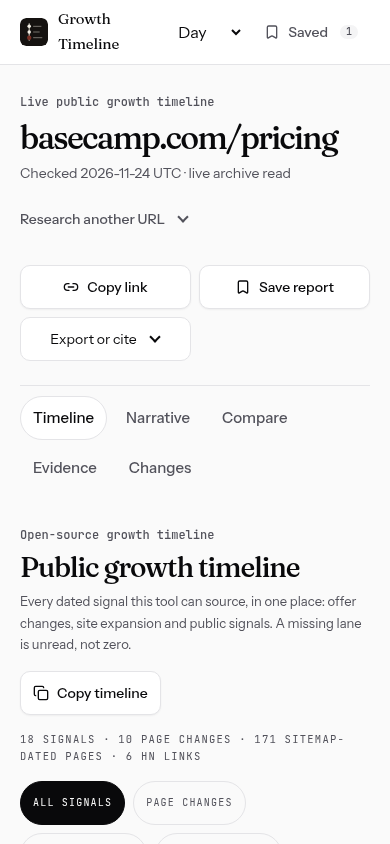 Growth
Timeline
Day
Saved 1
Live public growth timeline
basecamp.com/pricing
Checked 2026-11-24 UTC · live archive read
Research another URL
Copy link
Save report
Export or cite
Timeline
Narrative
Compare
Evidence
Changes
Open-source growth timeline
Public growth timeline
Every dated signal this tool can source, in one place: offer
changes, site expansion and public signals. A missing lane
is unread, not zero.
Copy timeline
18 SIGNALS · 10 PAGE CHANGES · 171 SITEMAP-
DATED PAGES · 6 HN LINKS
ALL SIGNALS
PAGE CHANGES